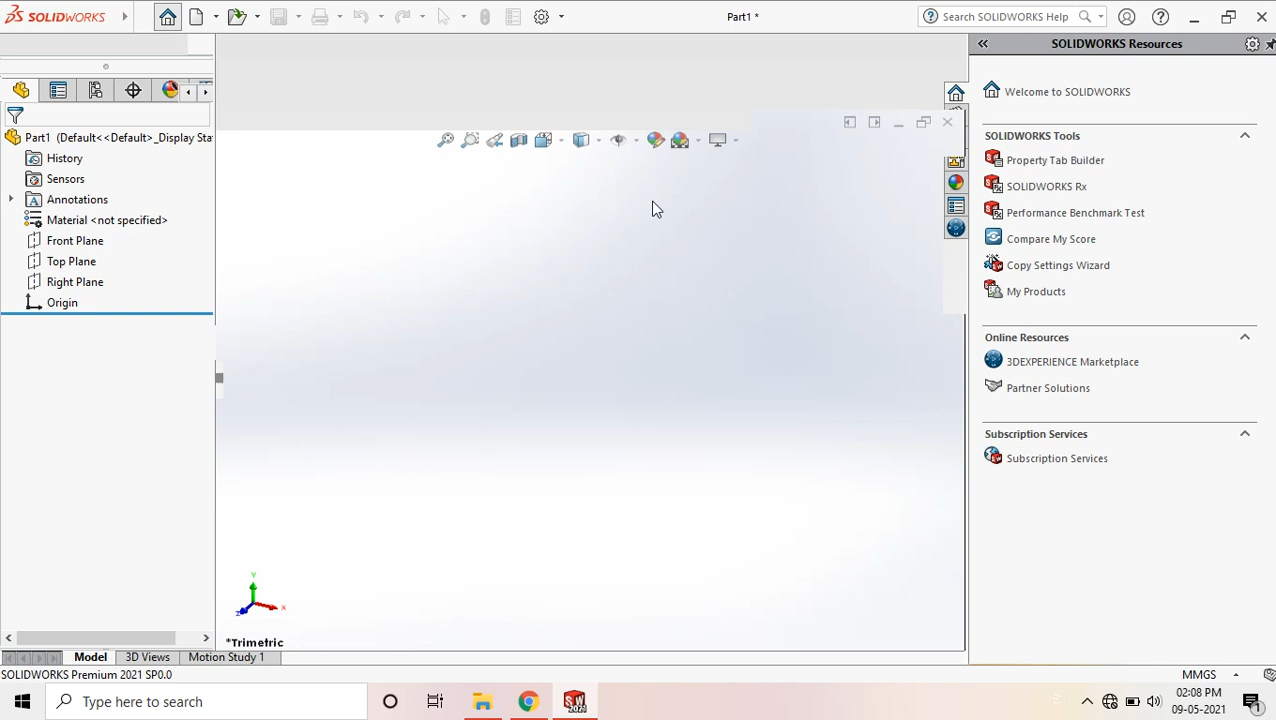 SOLIDWORKS
Part1 *
Search SOLIDWORKS Help
SOLIDWORKS Resources
Part1 (Default<<Default>_Display Sta
History
Sensors
Annotations
Material <not specified>
Front Plane
Top Plane
Right Plane
Origin
Welcome to SOLIDWORKS
SOLIDWORKS Tools
Property Tab Builder
SOLIDWORKS Rx
Performance Benchmark Test
Compare My Score
Copy Settings Wizard
My Products
Online Resources
3DEXPERIENCE Marketplace
Partner Solutions
Subscription Services
Subscription Services
Y
X
Z
*Trimetric
Model
3D Views
Motion Study 1
SOLIDWORKS Premium 2021 SP0.0
MMGS
Type here to search
SW
2021
02:08 PM
09-05-2021
1